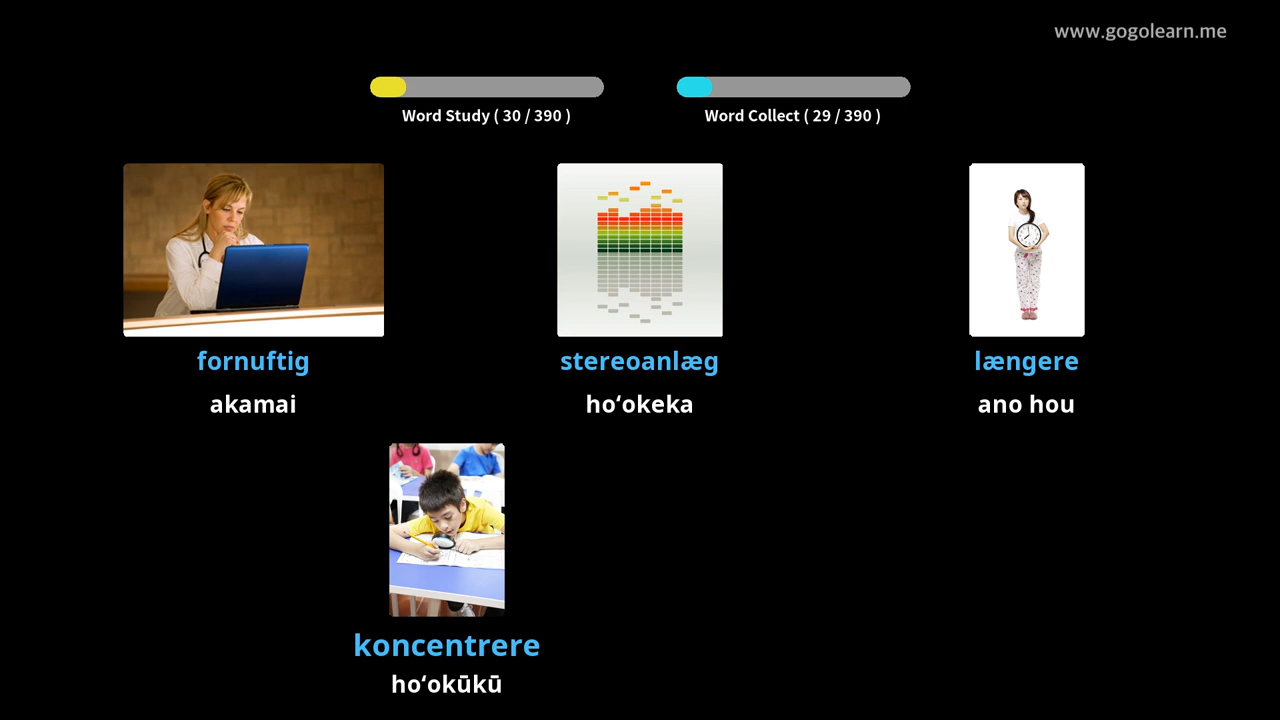 www.gogolearn.me
Word Study ( 30 / 390 )
Word Collect ( 29 / 390 )
fornuftig
akamai
stereoanlæg
hoʻokeka
længere
ano hou
koncentrere
hoʻokūkū